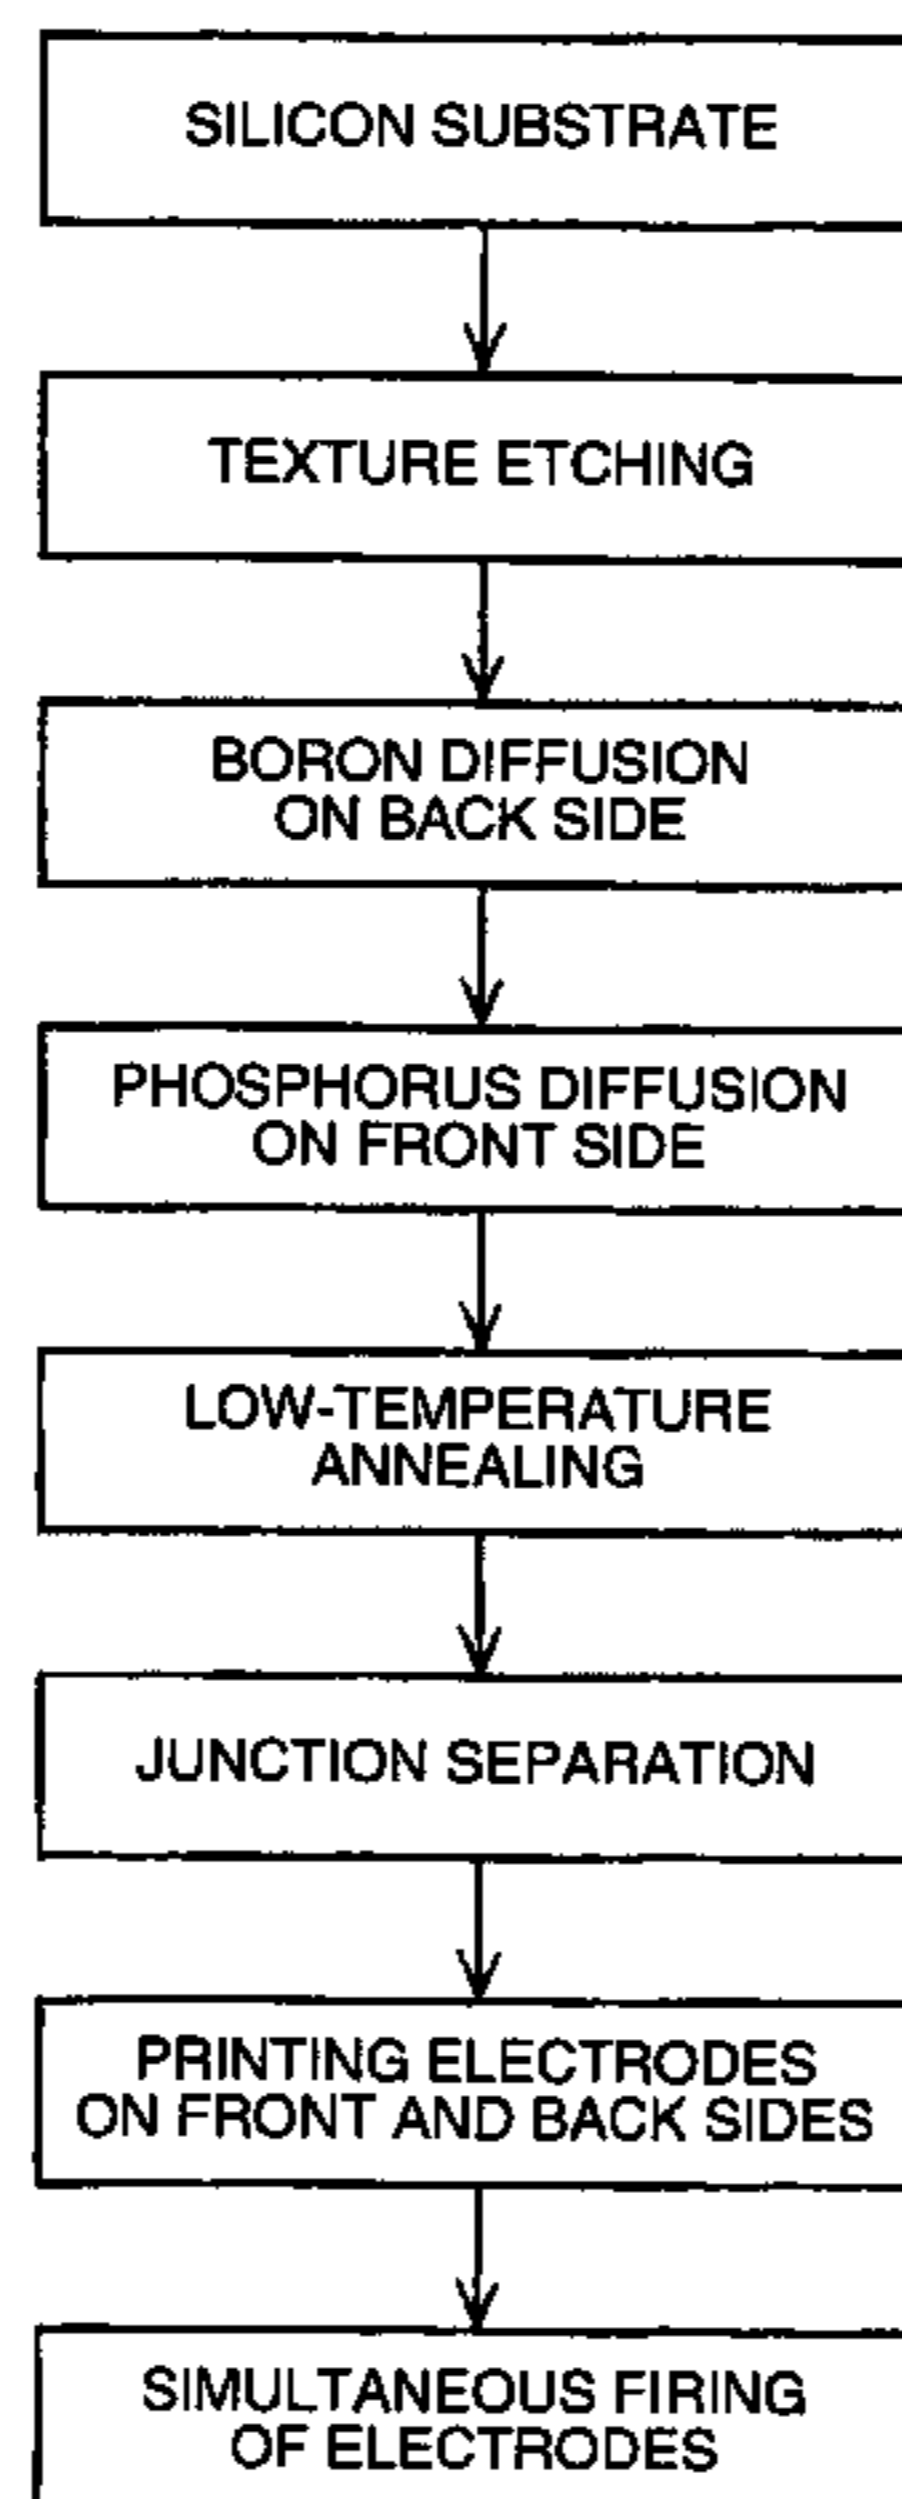 SILICON SUBSTRATE
TEXTURE ETCHING
BORON DIFFUSION
ON BACK SIDE
PHOSPHORUS DIFFUSION
ON FRONT SIDE
LOW-TEMPERATURE
ANNEALING
JUNCTION SEPARATION
PRINTING ELECTRODES
ON FRONT AND BACK SIDES
SIMULTANEOUS FIRING
OF ELECTRODES